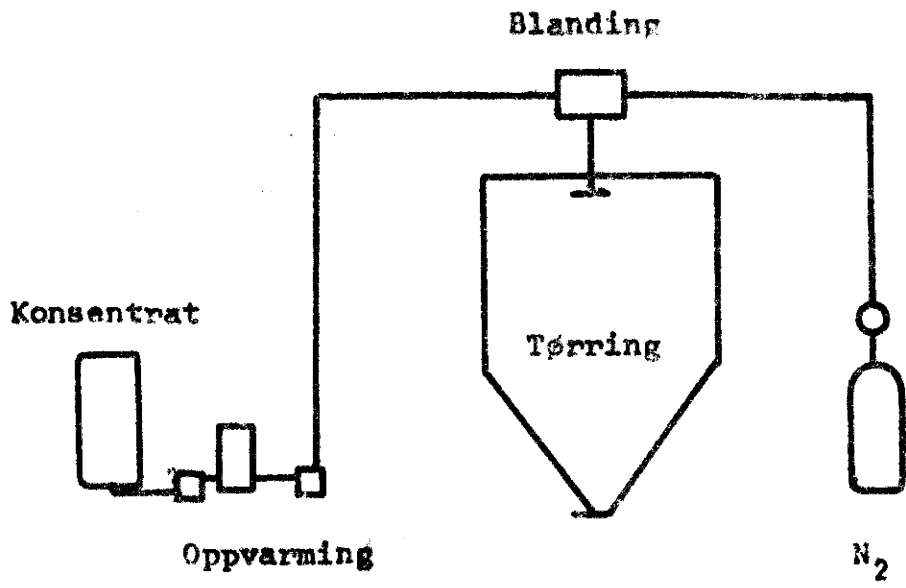 Blanding
Konsentrat
Tørring
Oppvarming
N₂